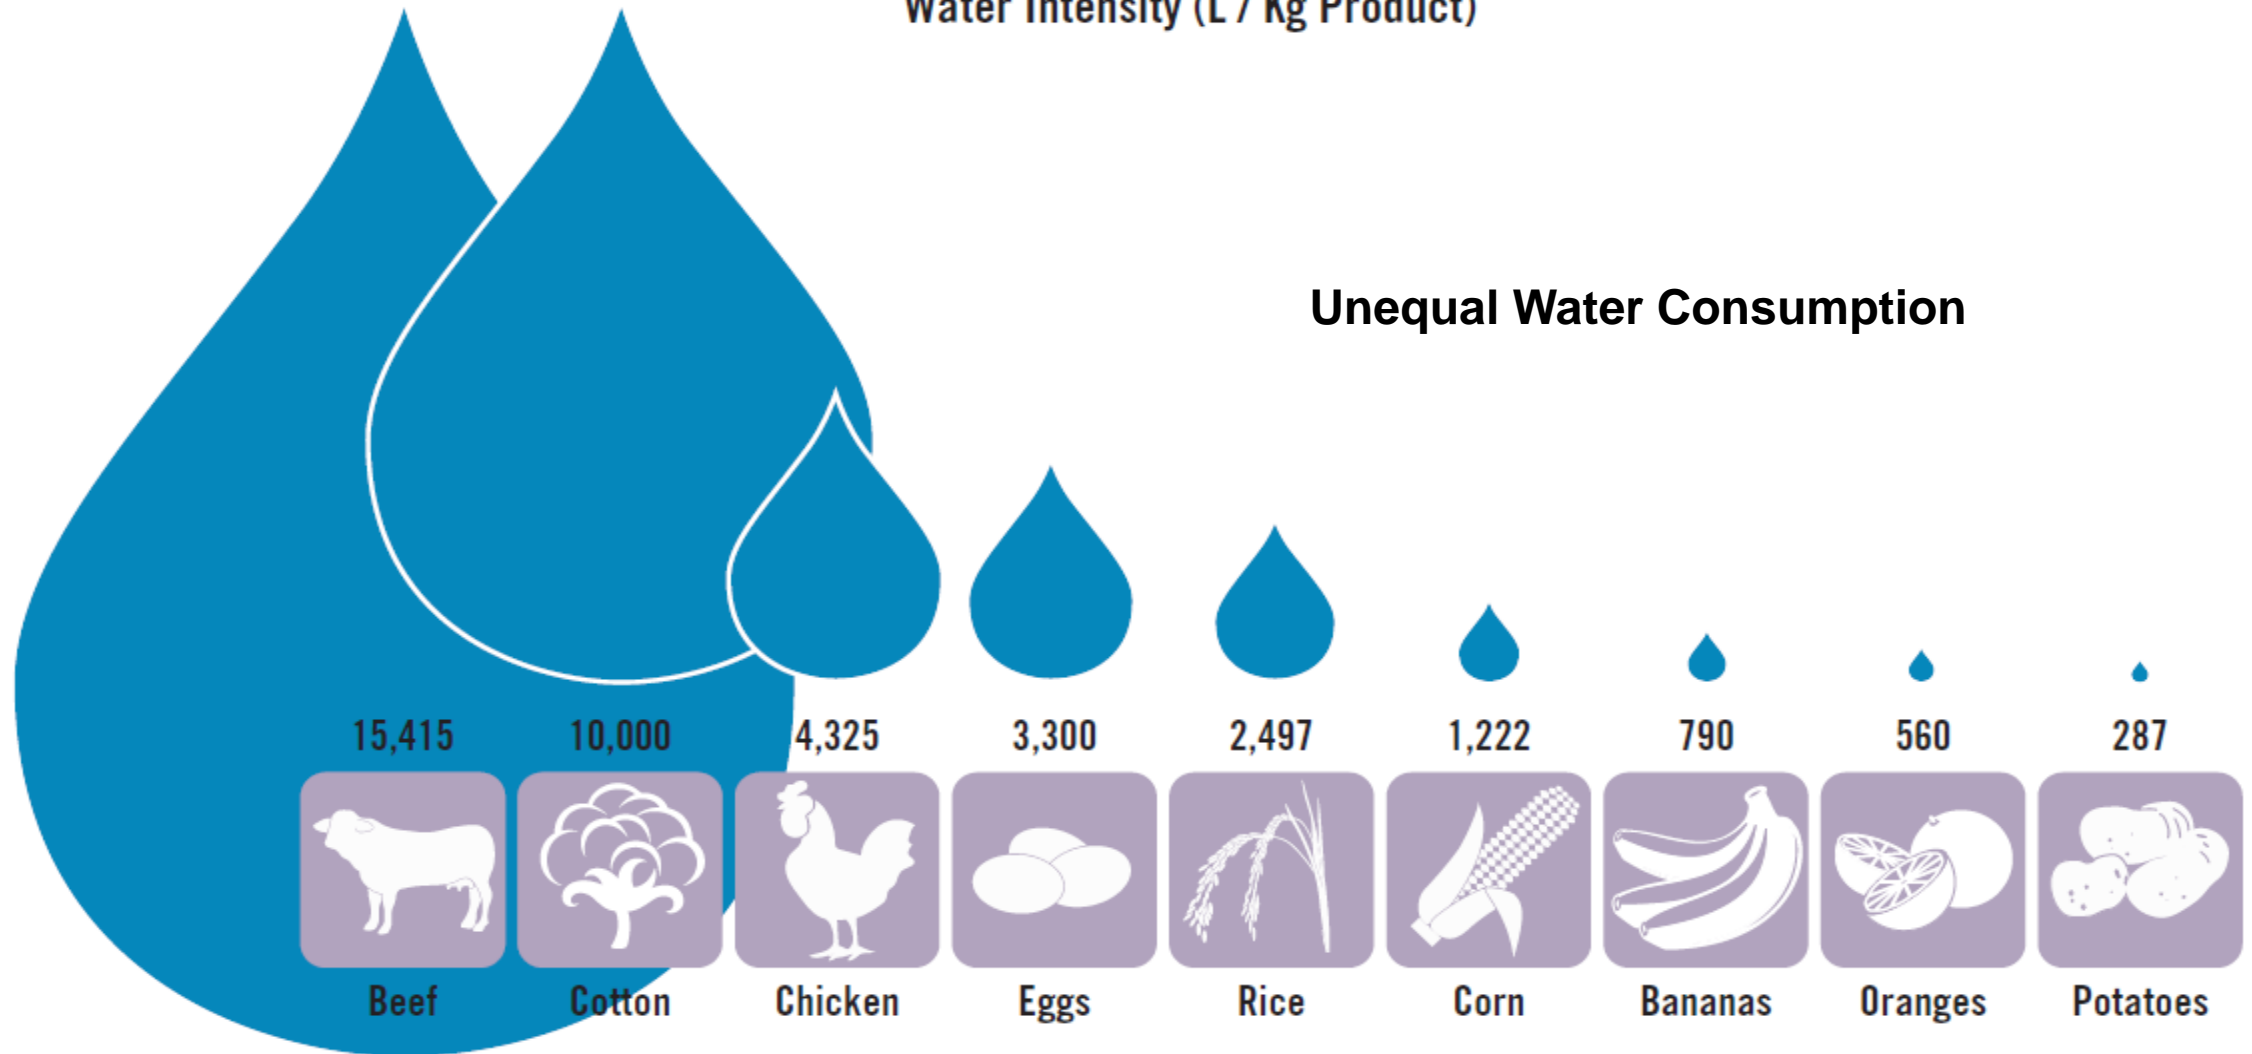 Water Intensity (L / Kg Product)
Unequal Water Consumption
15,415 10,000 4,325 3,300 2,497 1,222 790 560 287
Beef Cotton Chicken Eggs Rice Corn Bananas Oranges Potatoes